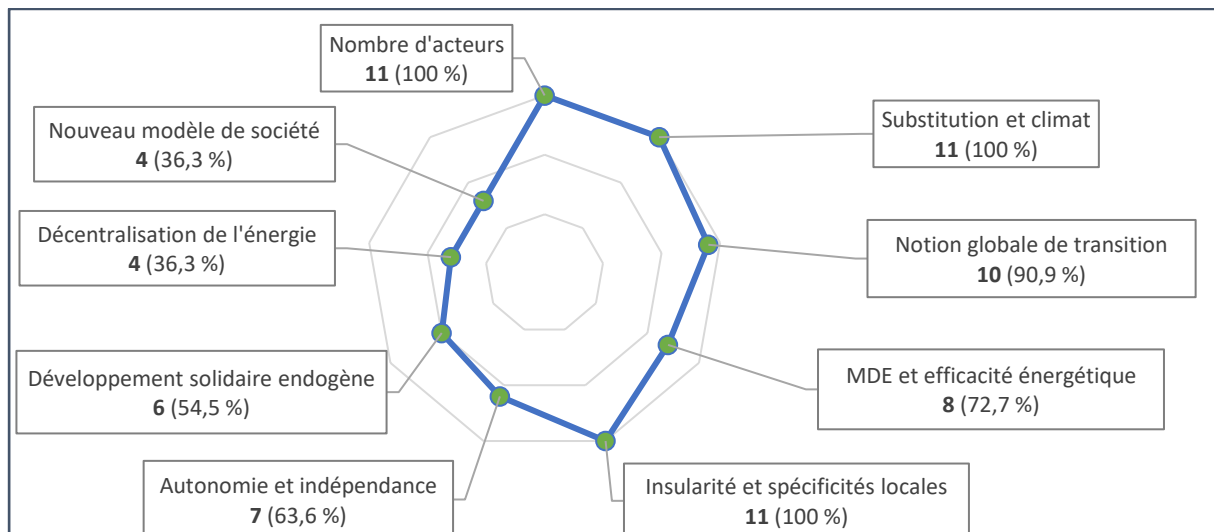 Nombre d'acteurs
11 (100 %)
Substitution et climat
11 (100 %)
Notion globale de transition
10 (90,9 %)
MDE et efficacité énergétique
8 (72,7 %)
Insularité et spécificités locales
11 (100 %)
Autonomie et indépendance
7 (63,6 %)
Développement solidaire endogène
6 (54,5 %)
Décentralisation de l'énergie
4 (36,3 %)
Nouveau modèle de société
4 (36,3 %)